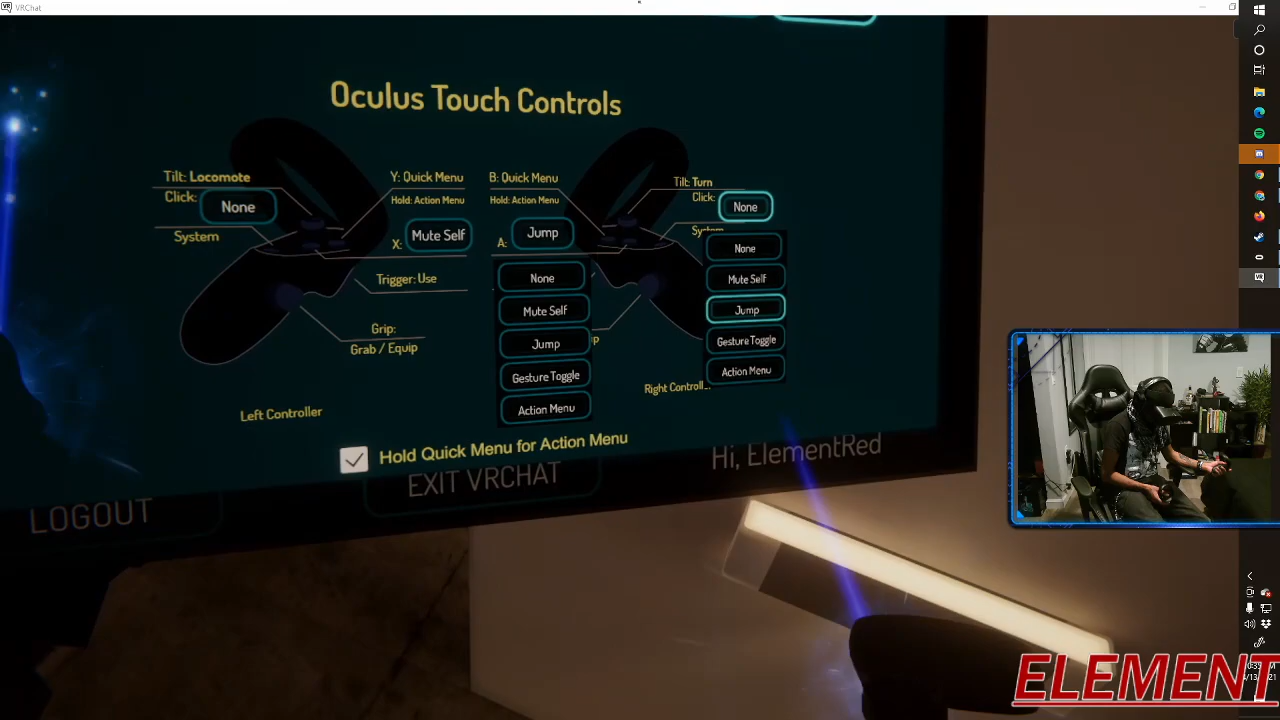 VRChat
Oculus Touch Controls
Tilt: Locomote
Click: None
System
Y: Quick Menu
Hold: Action Menu
X: Mute Self
Trigger: Use
Grip:
Grab / Equip
Left Controller
B: Quick Menu
Hold: Action Menu
A: Jump
None
Mute Self
Jump
Gesture Toggle
Action Menu
Tilt: Turn
Click: None
System
None
Mute Self
Jump
Gesture Toggle
Action Menu
Right Controller
Hold Quick Menu for Action Menu
LOGOUT
EXIT VRCHAT
Hi, ElementRed
ELEMENT